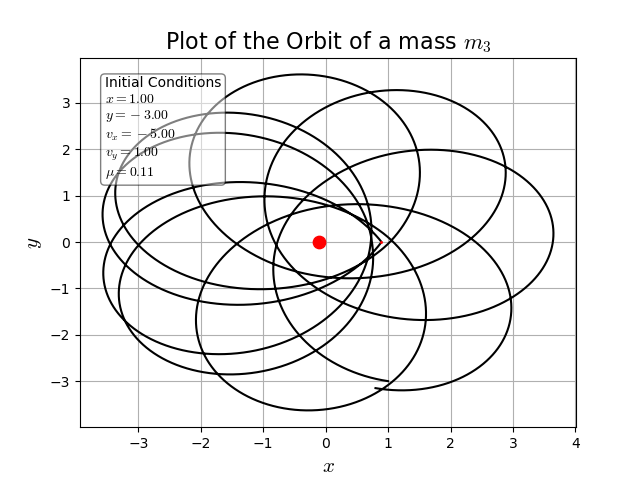 Plot of the Orbit of a mass m₃
Initial Conditions
x = 1.00
y = −3.00
vₓ = −5.00
v_y = 1.00
μ = 0.11
y
3
2
1
0
−1
−2
−3
−3 −2 −1 0 1 2 3 4
x